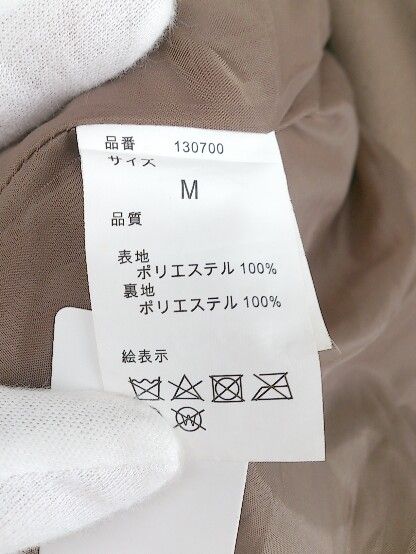 品番 130700
サイズ
M
品質
表地
ポリエステル 100%
裏地
ポリエステル 100%
絵表示